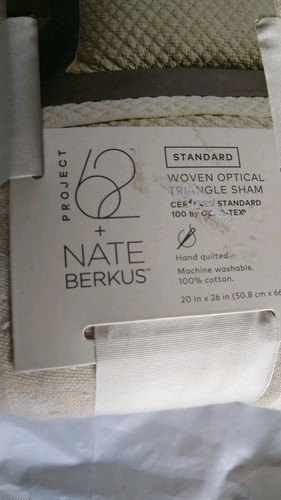 PROJECT
62
+
NATE
BERKUS™
STANDARD
WOVEN OPTICAL
TRIANGLE SHAM
STANDARD
100 by
Hand quilted.
Machine washable.
100% cotton.
20 in x 26 in (50.8 cm x